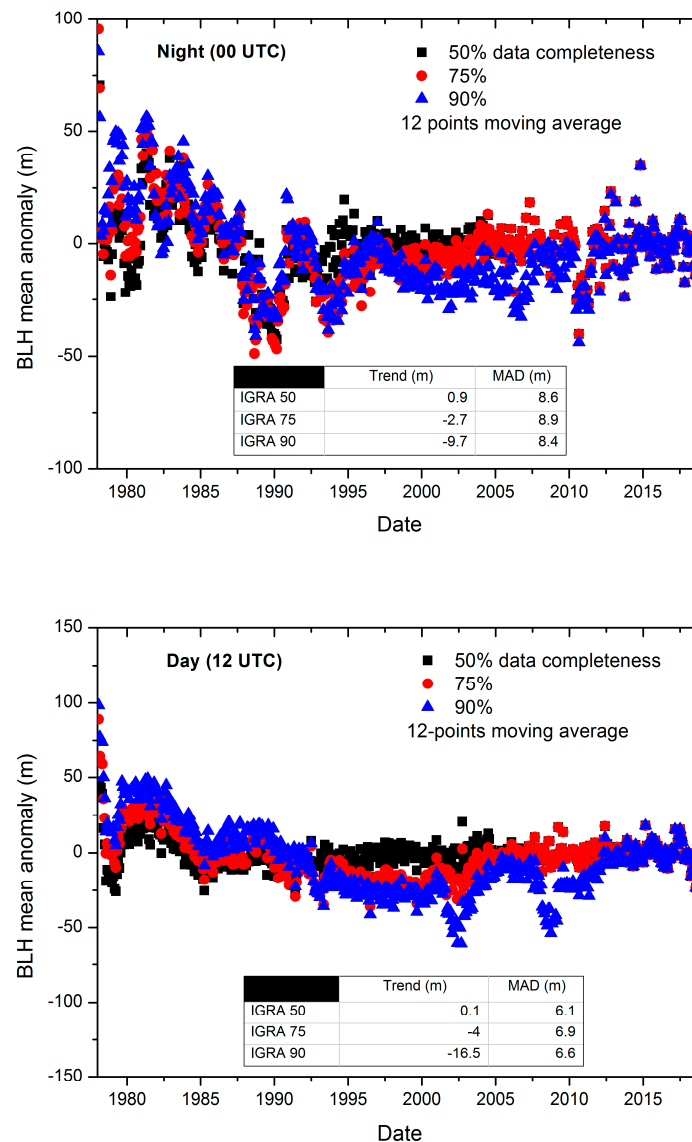 100
50
0
-50
-100
BLH mean anomaly (m)
Night (00 UTC)
50% data completeness
75%
90%
12 points moving average
Trend (m) MAD (m)
IGRA 50 0.9 8.6
IGRA 75 -2.7 8.9
IGRA 90 -9.7 8.4
1980 1985 1990 1995 2000 2005 2010 2015
Date
150
100
50
0
-50
-100
-150
BLH mean anomaly (m)
Day (12 UTC)
50% data completeness
75%
90%
12-points moving average
Trend (m) MAD (m)
IGRA 50 0.1 6.1
IGRA 75 -4 6.9
IGRA 90 -16.5 6.6
1980 1985 1990 1995 2000 2005 2010 2015
Date